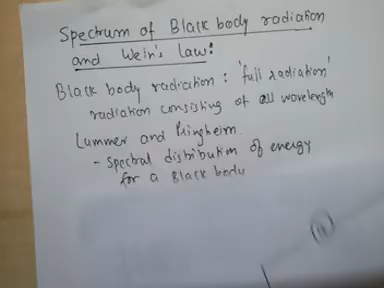 Spectrum of Black body radiation
and Wein's law:
Black body radiation: 'full radiation'
radiation consisting of all wavelength
Lummer and Pringheim
- Spectral distribution of energy
for a Black body